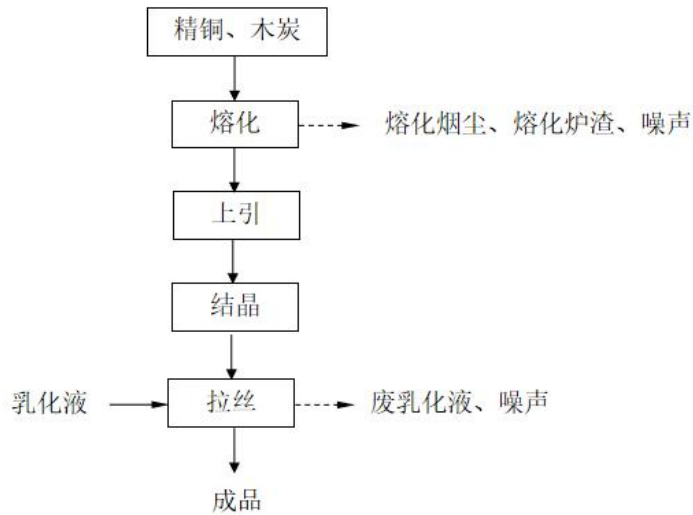 精铜、木炭
熔化
熔化烟尘、熔化炉渣、噪声
上引
结晶
乳化液
拉丝
废乳化液、噪声
成品